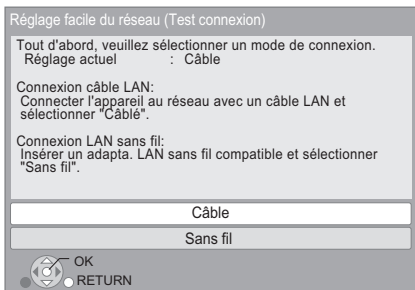 Réglage facile du réseau (Test connexion)
Tout d'abord, veuillez sélectionner un mode de connexion.
Réglage actuel : Câble
Connexion câble LAN:
Connecter l'appareil au réseau avec un câble LAN et
sélectionner "Câblé".
Connexion LAN sans fil:
Insérer un adapta. LAN sans fil compatible et sélectionner
"Sans fil".
Câble
Sans fil
OK
RETURN